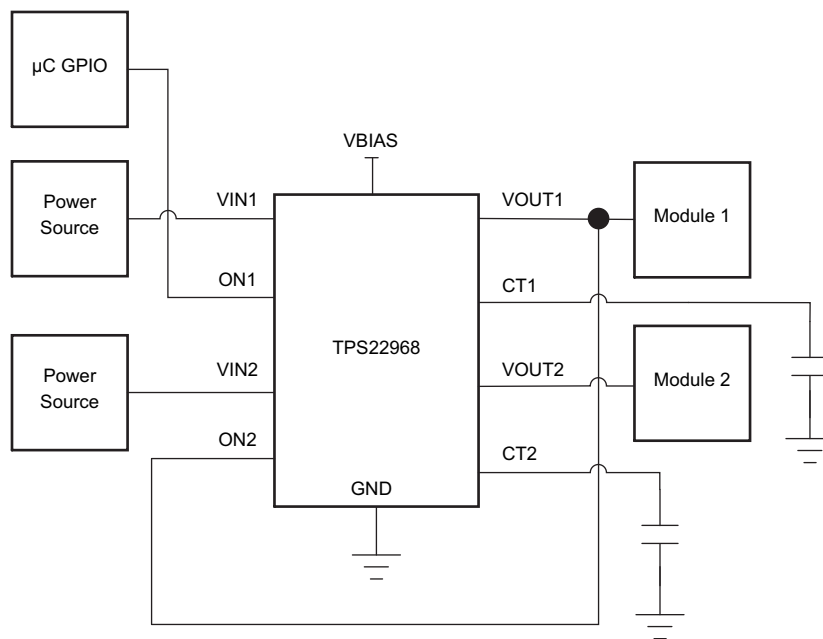 µC GPIO
VBIAS
Power
Source
VIN1
VOUT1
Module 1
ON1
CT1
TPS22968
Power
Source
VIN2
VOUT2
Module 2
ON2
CT2
GND